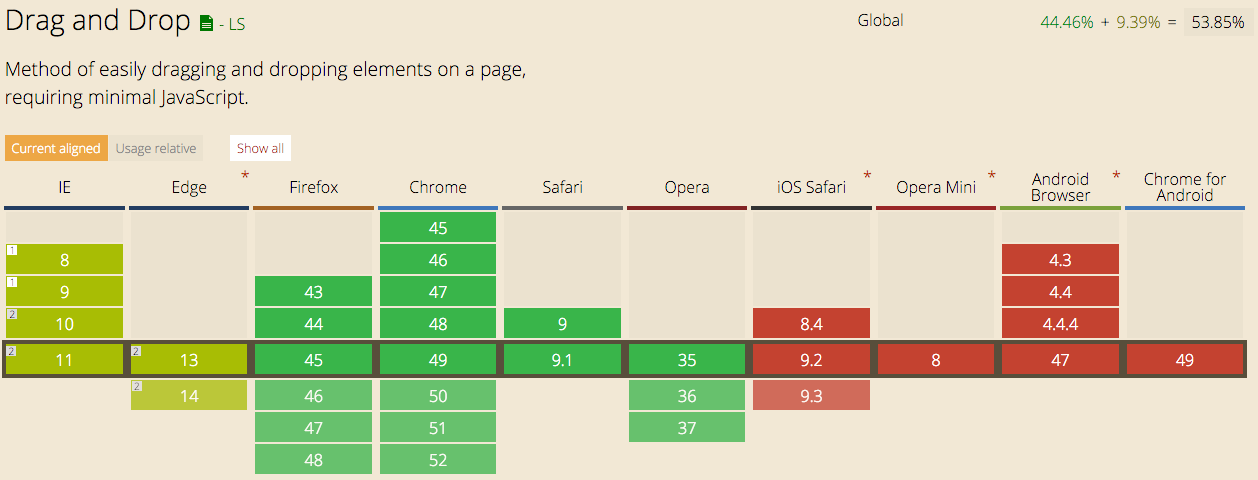 Drag and Drop - LS Global 44.46% + 9.39% = 53.85%
Method of easily dragging and dropping elements on a page,
requiring minimal JavaScript.
Current aligned Usage relative Show all
IE Edge * Firefox Chrome Safari Opera iOS Safari * Opera Mini * Android Browser * Chrome for Android
45
1 8 46 4.3
1 9 43 47 4.4
2 10 44 48 9 8.4 4.4.4
2 11 2 13 45 49 9.1 35 9.2 8 47 49
2 14 46 50 36 9.3
47 51 37
48 52